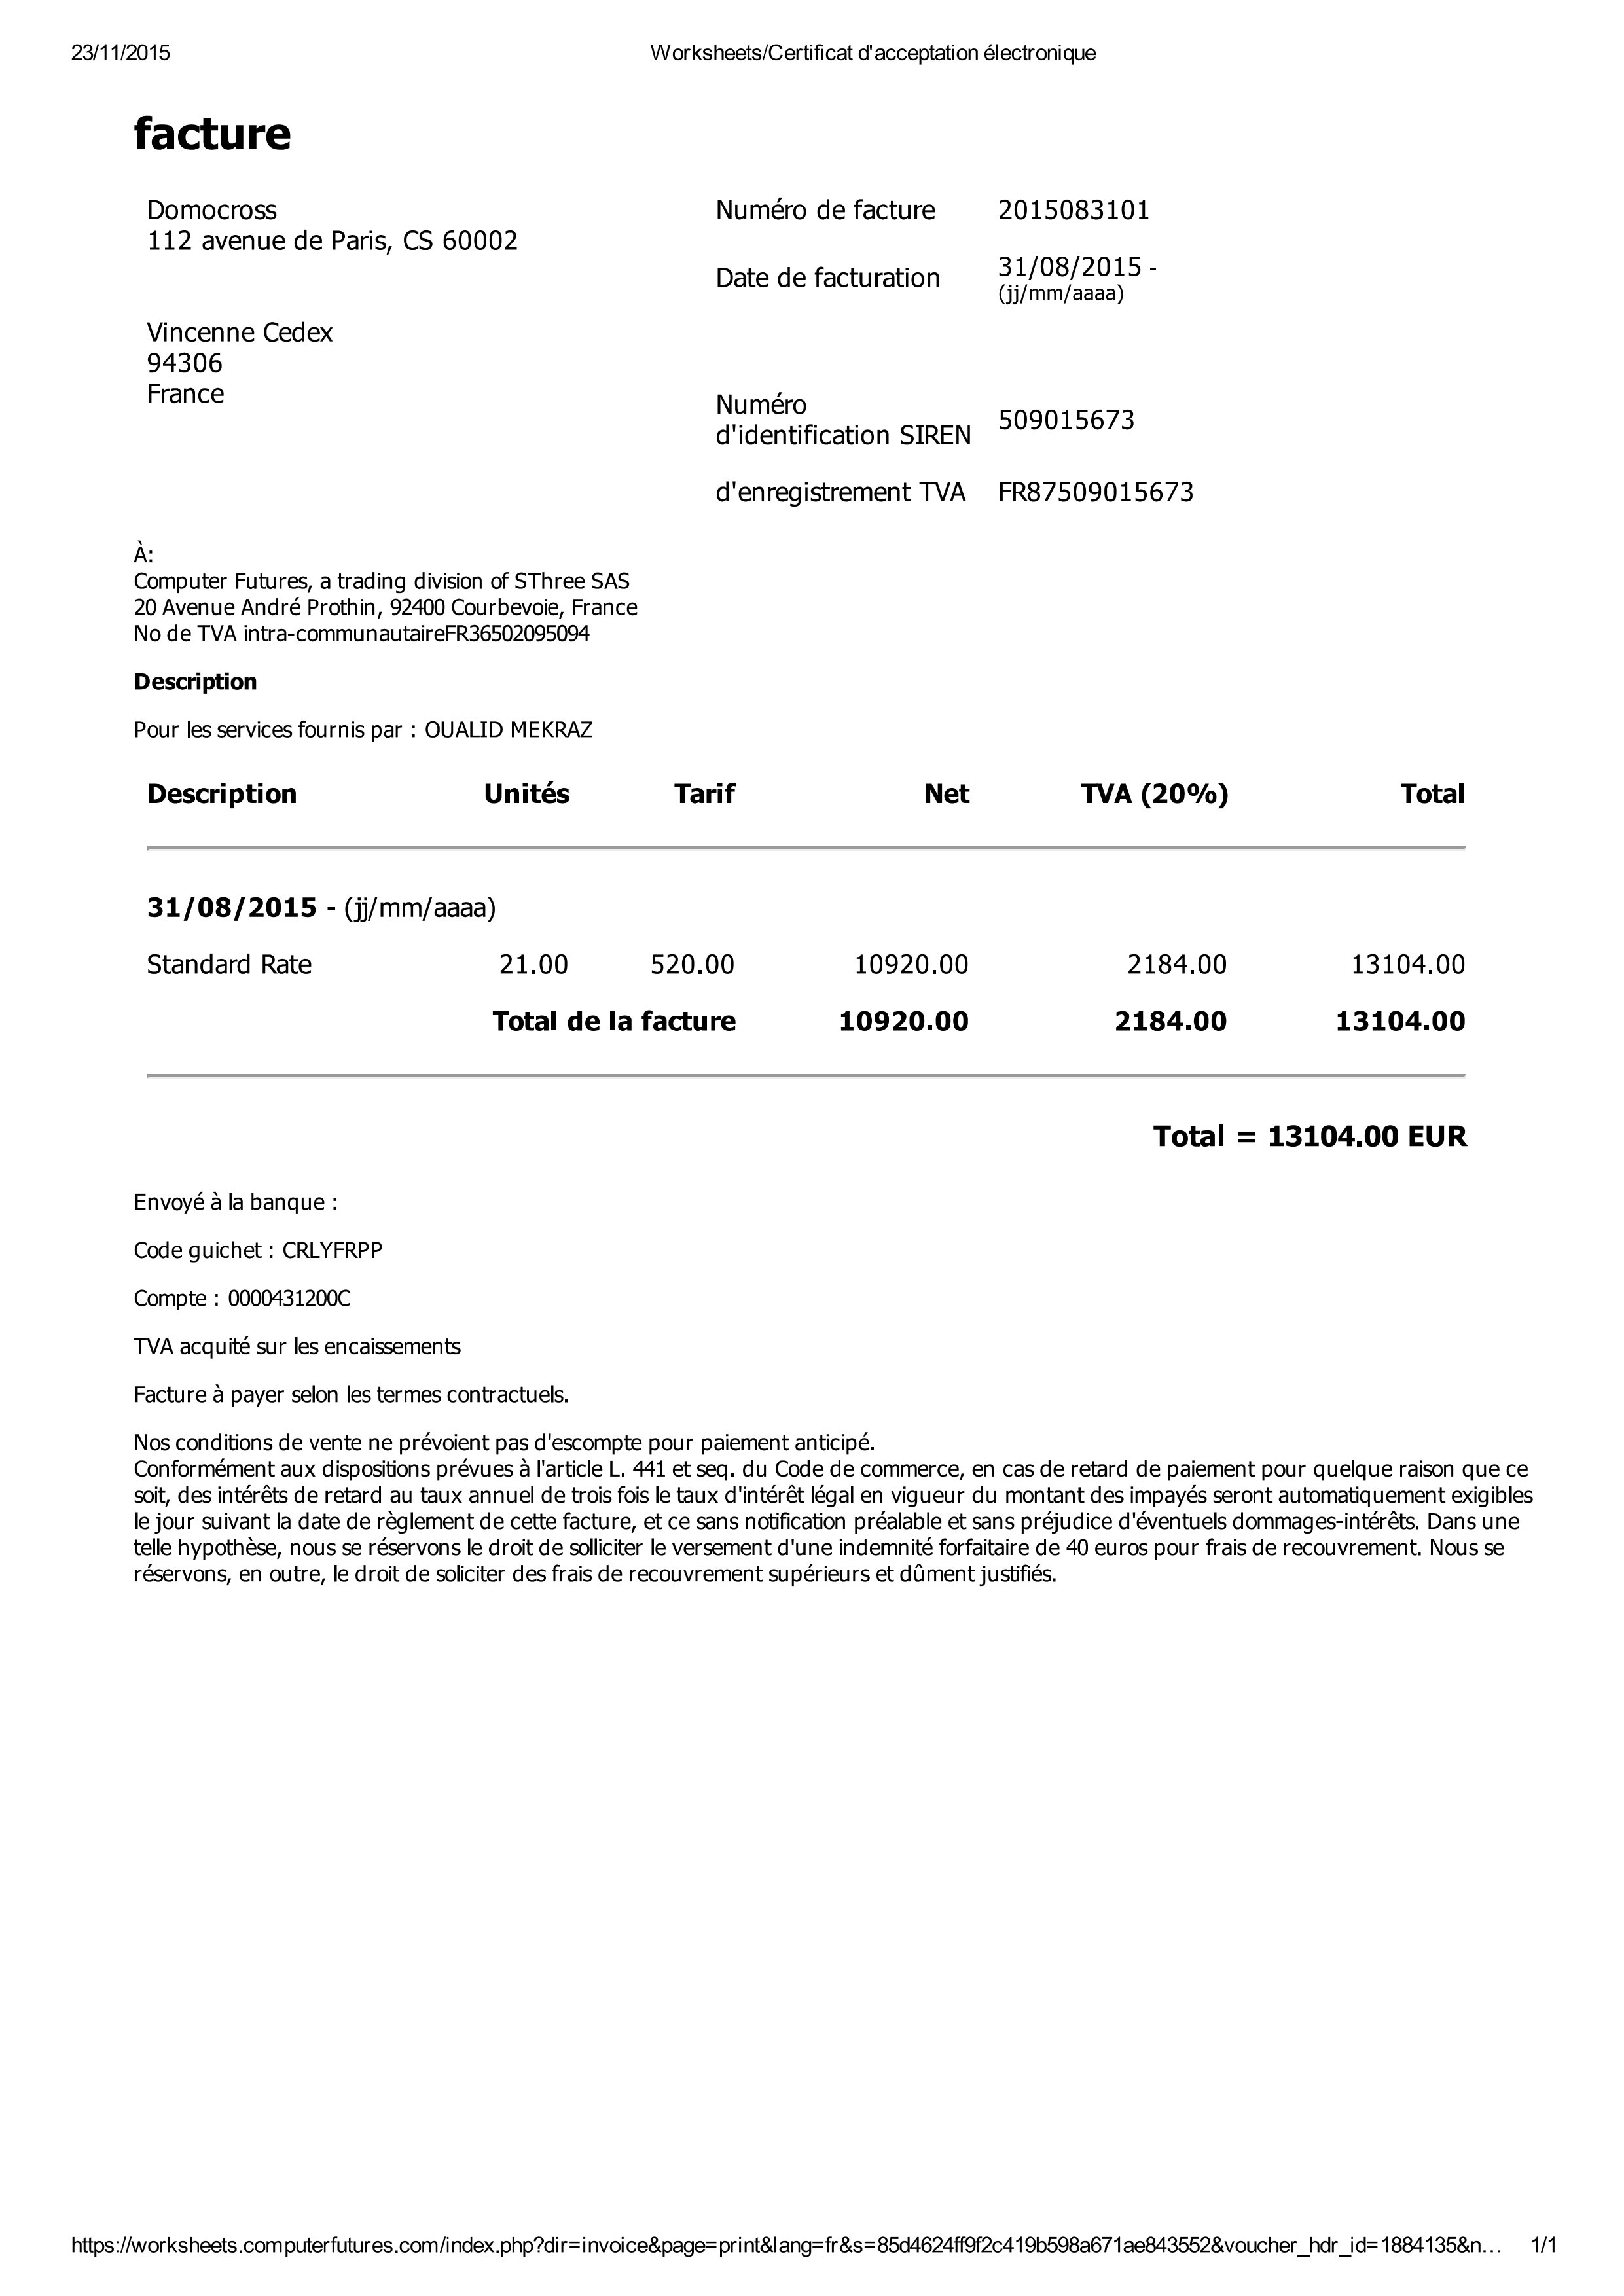 23/11/2015 Worksheets/Certificat d'acceptation électronique
facture
Domocross
112 avenue de Paris, CS 60002
Vincenne Cedex
94306
France
Numéro de facture 2015083101
Date de facturation 31/08/2015 -
(jj/mm/aaaa)
Numéro
d'identification SIREN 509015673
d'enregistrement TVA FR87509015673
À:
Computer Futures, a trading division of SThree SAS
20 Avenue André Prothin, 92400 Courbevoie, France
No de TVA intra-communautaireFR36502095094
Description
Pour les services fournis par : OUALID MEKRAZ
Description Unités Tarif Net TVA (20%) Total
31/08/2015 - (jj/mm/aaaa)
Standard Rate 21.00 520.00 10920.00 2184.00 13104.00
Total de la facture 10920.00 2184.00 13104.00
Total = 13104.00 EUR
Envoyé à la banque :
Code guichet : CRLYFRPP
Compte : 0000431200C
TVA acquité sur les encaissements
Facture à payer selon les termes contractuels.
Nos conditions de vente ne prévoient pas d'escompte pour paiement anticipé.
Conformément aux dispositions prévues à l'article L. 441 et seq. du Code de commerce, en cas de retard de paiement pour quelque raison que ce
soit, des intérêts de retard au taux annuel de trois fois le taux d'intérêt légal en vigueur du montant des impayés seront automatiquement exigibles
le jour suivant la date de règlement de cette facture, et ce sans notification préalable et sans préjudice d'éventuels dommages-intérêts. Dans une
telle hypothèse, nous se réservons le droit de solliciter le versement d'une indemnité forfaitaire de 40 euros pour frais de recouvrement. Nous se
réservons, en outre, le droit de soliciter des frais de recouvrement supérieurs et dûment justifiés.
https://worksheets.computerfutures.com/index.php?dir=invoice&page=print&lang=fr&s=85d4624ff9f2c419b598a671ae843552&voucher_hdr_id=1884135&n… 1/1